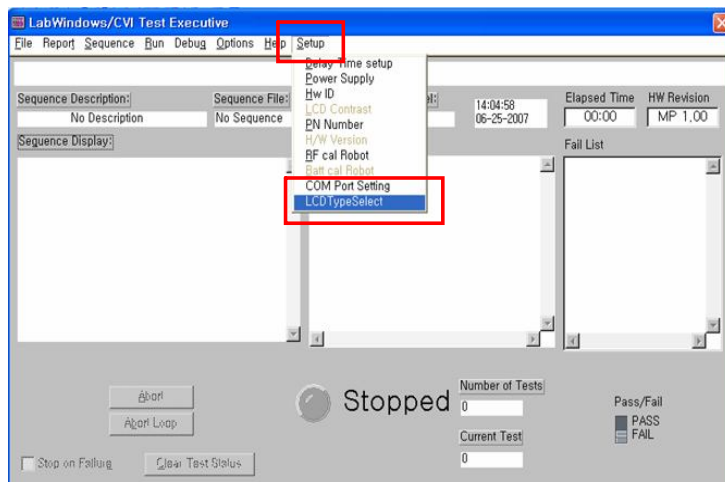 LabWindows/CVI Test Executive
File Report Sequence Run Debug Options Help Setup
Delay Time setup
Power Supply
Hw ID
LCD Contrast
PN Number
H/W Version
RF cal Robot
Batt cal Robot
COM Port Setting
LCDTypeSelect
Sequence Description:
No Description
Sequence File:
No Sequence
14:04:58
06-25-2007
Elapsed Time
00:00
HW Revision
MP 1,00
Sequence Display:
Fail List
Abort
Abort Loop
Stop on Failure
Clear Test Status
Stopped
Number of Tests
0
Current Test
0
Pass/Fail
PASS
FAIL